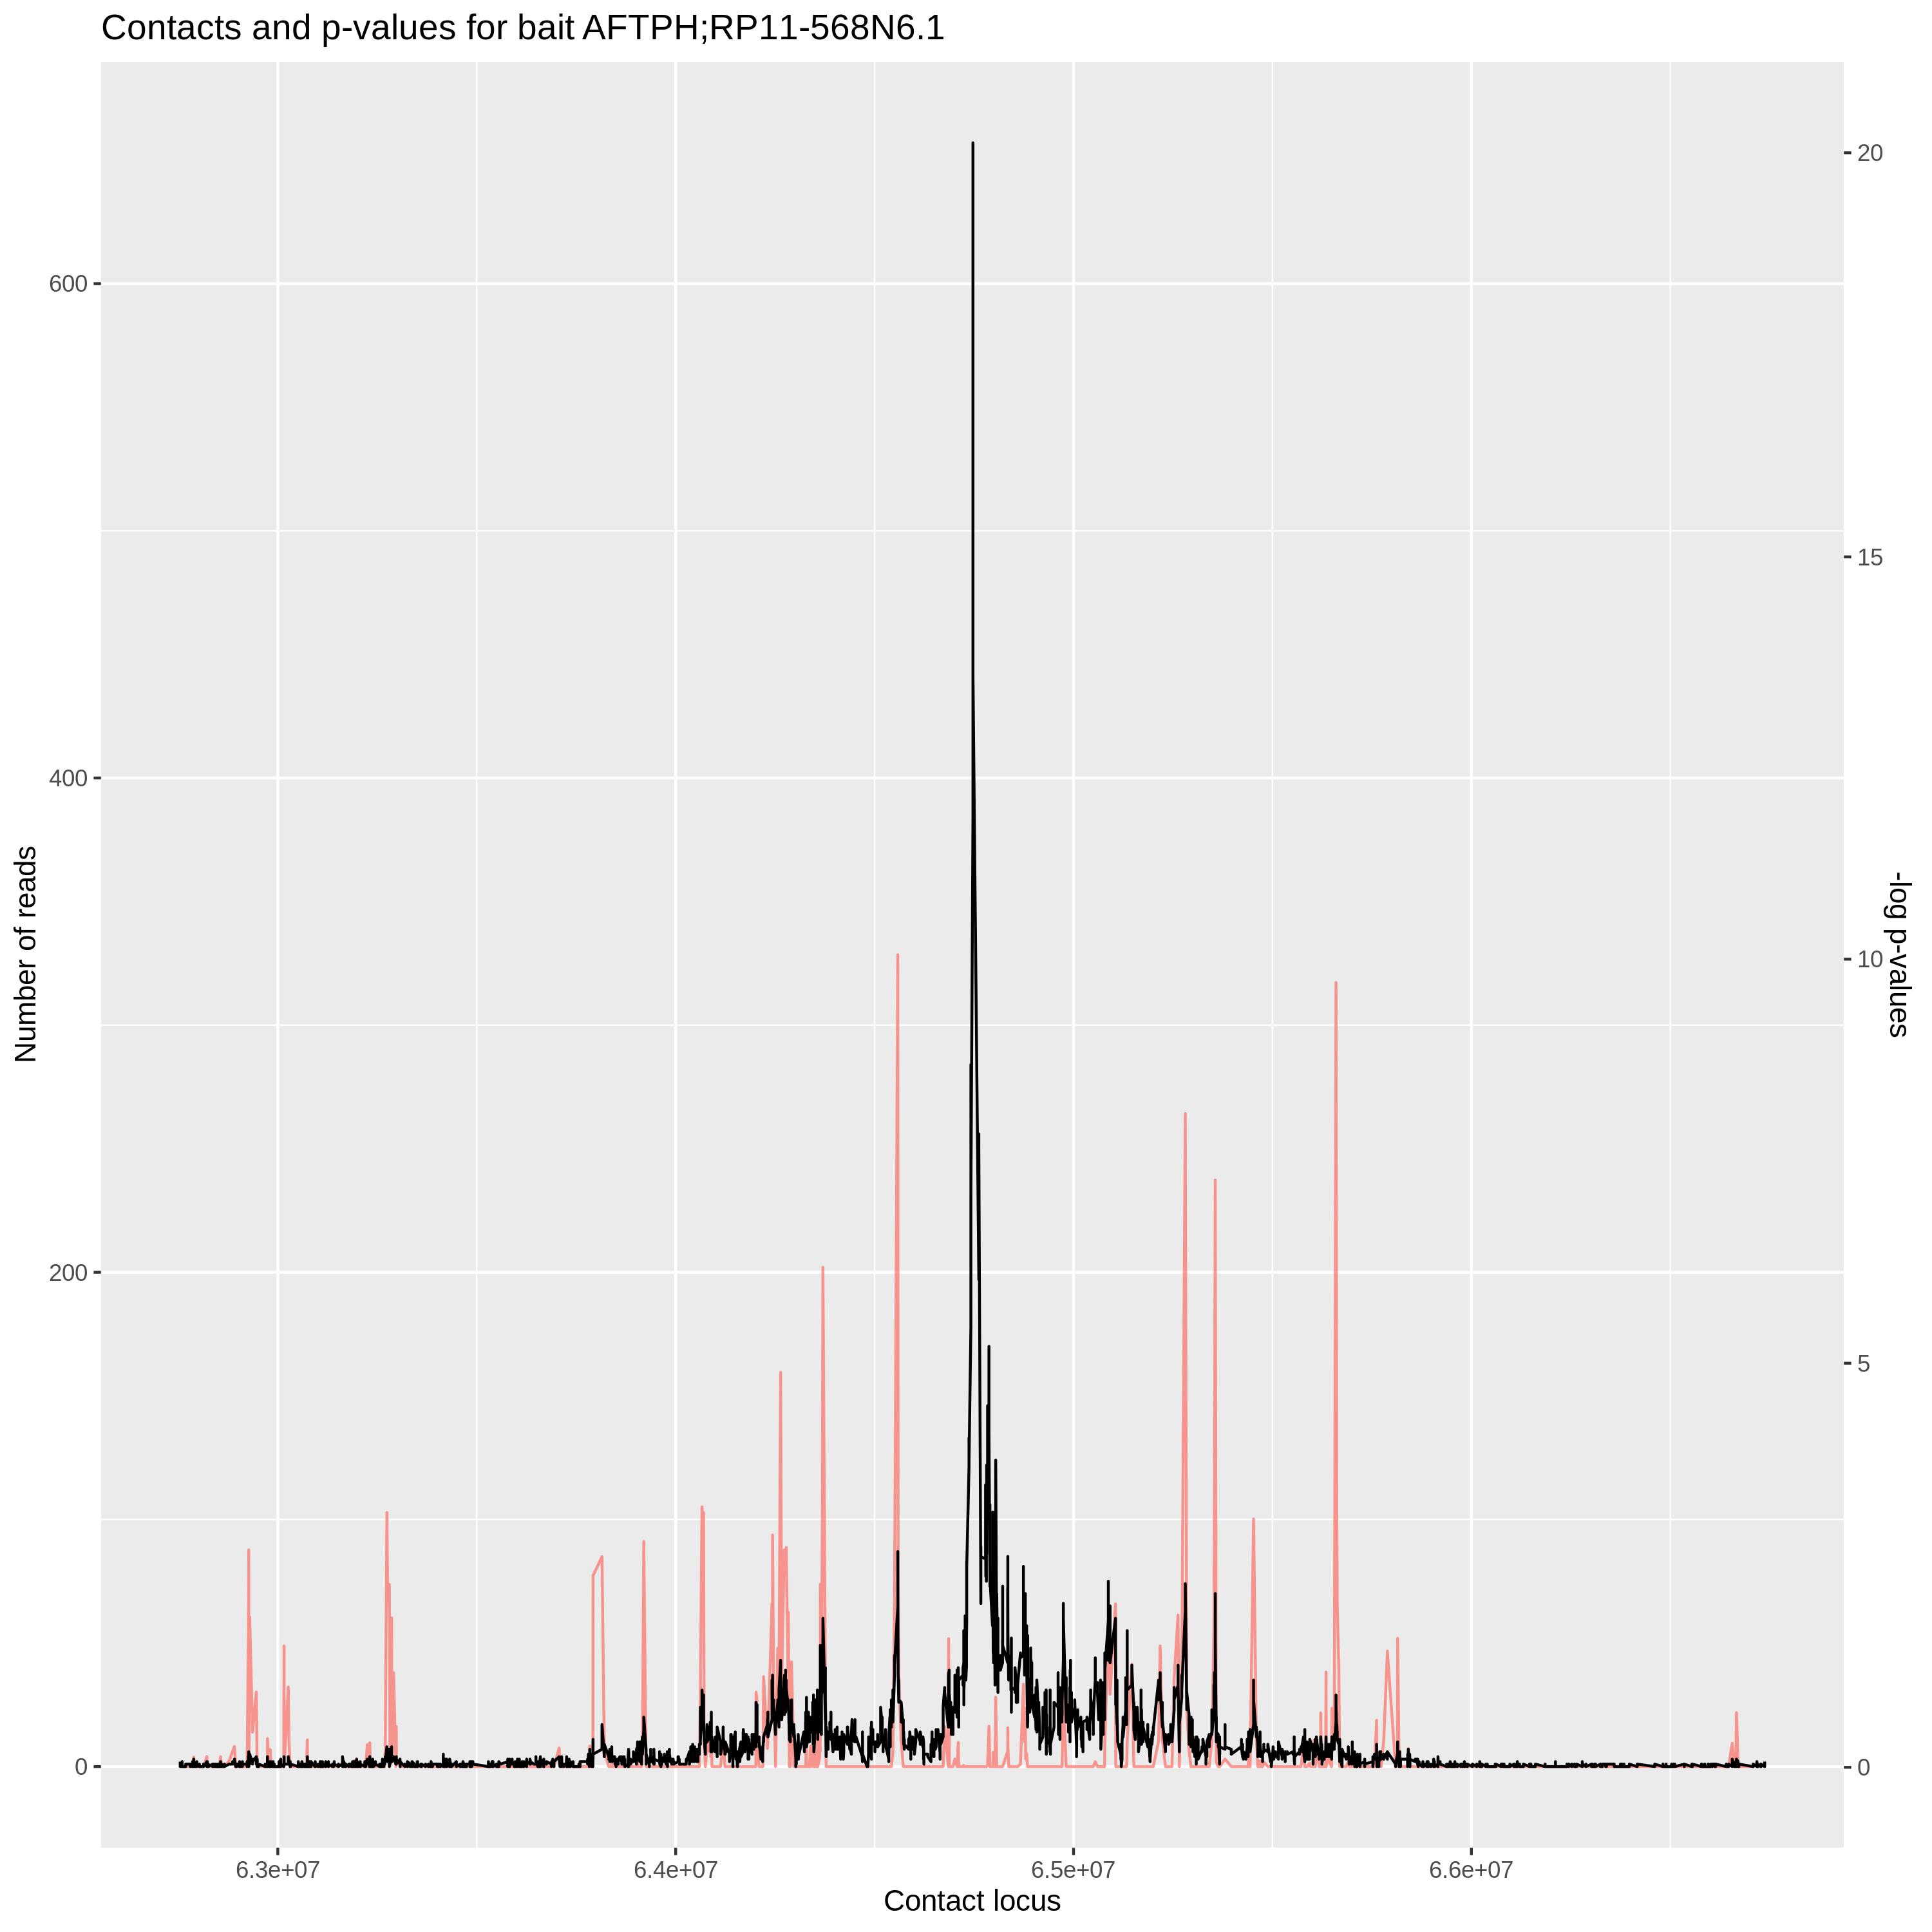 Contacts and p-values for bait AFTPH;RP11-568N6.1
20
600
15
400
10
200
5
0
0
Number of reads
-log p-values
6.3e+07
6.4e+07
6.5e+07
6.6e+07
Contact locus